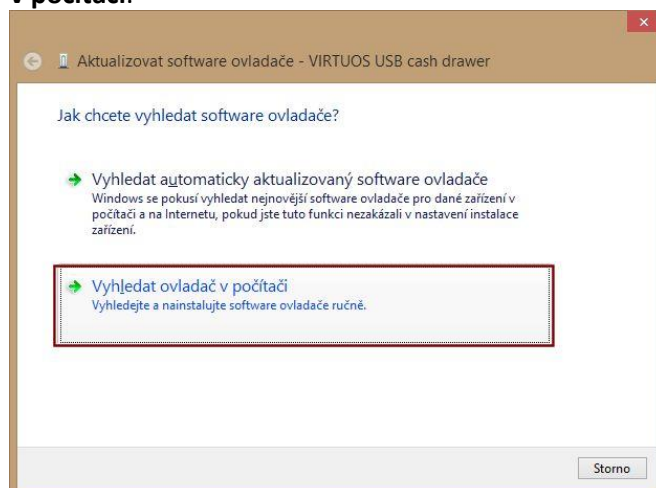 v počítači.
Aktualizovat software ovladače - VIRTUOS USB cash drawer
Jak chcete vyhledat software ovladače?
Vyhledat automaticky aktualizovaný software ovladače
Windows se pokusí vyhledat nejnovější software ovladače pro dané zařízení v
počítači a na Internetu, pokud jste tuto funkci nezakázali v nastavení instalace
zařízení.
Vyhledat ovladač v počítači
Vyhledejte a nainstalujte software ovladače ručně.
Storno